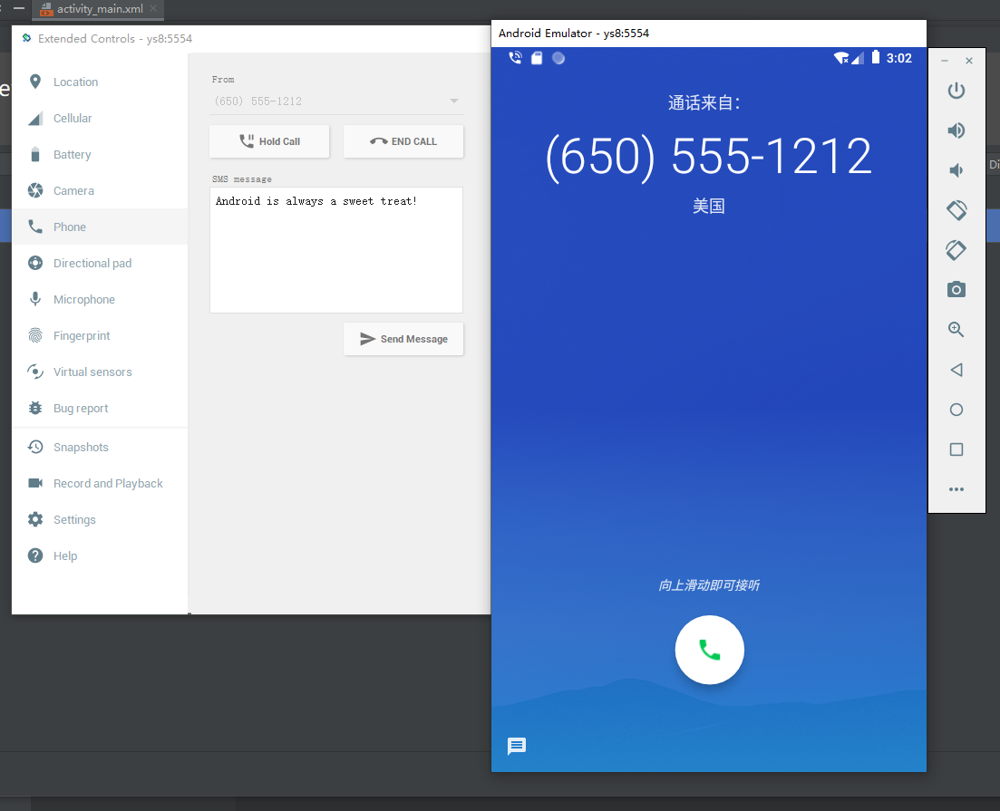 activity_main.xml
Extended Controls - ys8:5554
Location
Cellular
Battery
Camera
Phone
Directional pad
Microphone
Fingerprint
Virtual sensors
Bug report
Snapshots
Record and Playback
Settings
Help
From
(650) 555-1212
Hold Call
END CALL
SMS message
Android is always a sweet treat!
Send Message
Android Emulator - ys8:5554
3:02
通话来自:
(650) 555-1212
美国
向上滑动即可接听
Di